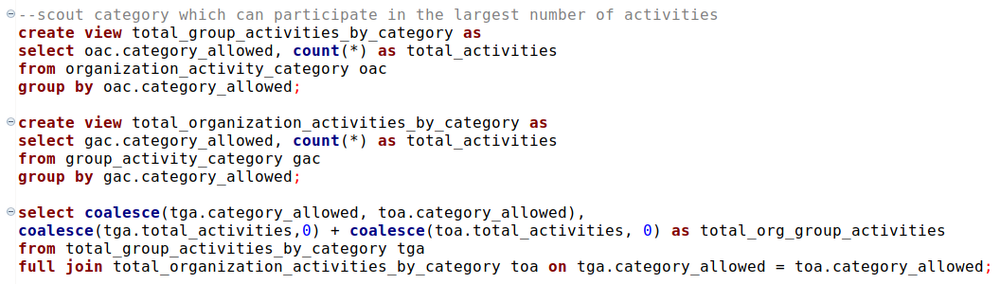 --scout category which can participate in the largest number of activities
create view total_group_activities_by_category as
select oac.category_allowed, count(*) as total_activities
from organization_activity_category oac
group by oac.category_allowed;
create view total_organization_activities_by_category as
select gac.category_allowed, count(*) as total_activities
from group_activity_category gac
group by gac.category_allowed;
select coalesce(tga.category_allowed, toa.category_allowed),
coalesce(tga.total_activities,0) + coalesce(toa.total_activities, 0) as total_org_group_activities
from total_group_activities_by_category tga
full join total_organization_activities_by_category toa on tga.category_allowed = toa.category_allowed;